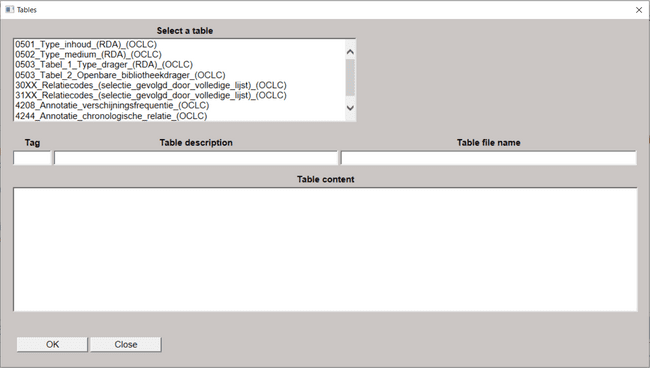 Tables
Select a table
0501_Type_inhoud_(RDA)_(OCLC)
0502_Type_medium_(RDA)_(OCLC)
0503_Tabel_1_Type_drager_(RDA)_(OCLC)
0503_Tabel_2_Openbare_bibliotheekdrager_(OCLC)
30XX_Relatiecodes_(selectie_gevolgd_door_volledige_lijst)_(OCLC)
31XX_Relatiecodes_(selectie_gevolgd_door_volledige_lijst)_(OCLC)
4208_Annotatie_verschijningsfrequentie_(OCLC)
4244_Annotatie_chronologische_relatie_(OCLC)
Tag Table description Table file name
Table content
OK Close